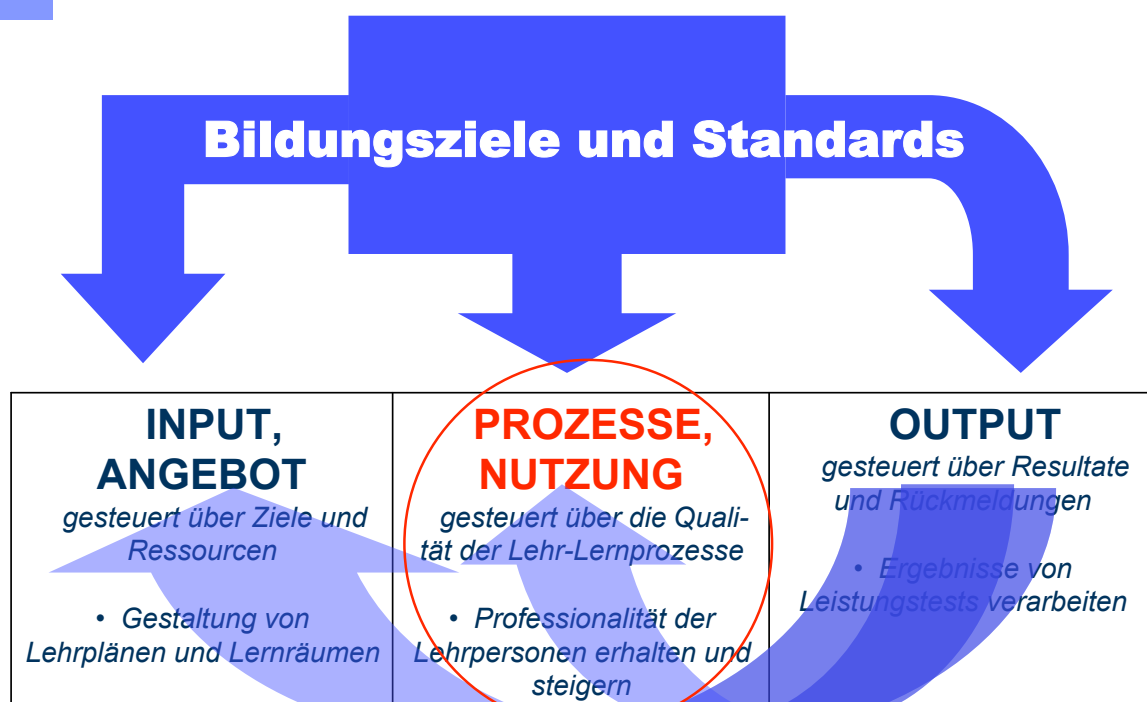 Bildungsziele und Standards
INPUT,
ANGEBOT
gesteuert über Ziele und
Ressourcen
• Gestaltung von
Lehrplänen und Lernräumen
PROZESSE,
NUTZUNG
gesteuert über die Quali-
tät der Lehr-Lernprozesse
• Professionalität der
Lehrpersonen erhalten und
steigern
OUTPUT
gesteuert über Resultate
und Rückmeldungen
• Ergebnisse von
Leistungstests verarbeiten